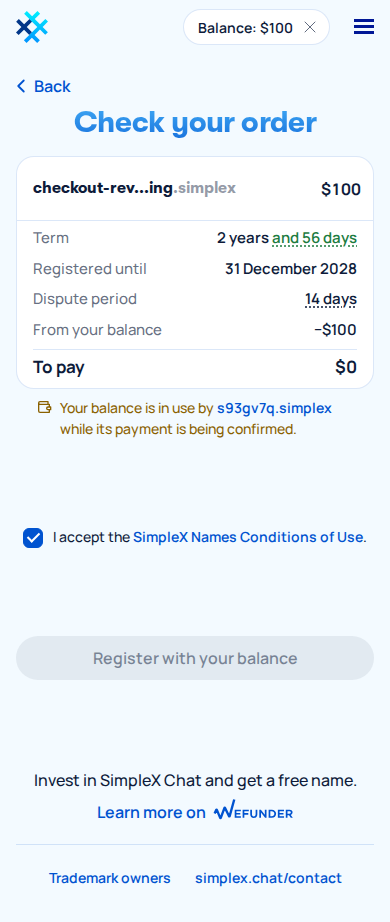 Balance: $100
Back
Check your order
checkout-rev...ing.simplex $100
Term 2 years and 56 days
Registered until 31 December 2028
Dispute period 14 days
From your balance −$100
To pay $0
Your balance is in use by s93gv7q.simplex
while its payment is being confirmed.
I accept the SimpleX Names Conditions of Use.
Register with your balance
Invest in SimpleX Chat and get a free name.
Learn more on WEFUNDER
Trademark owners simplex.chat/contact